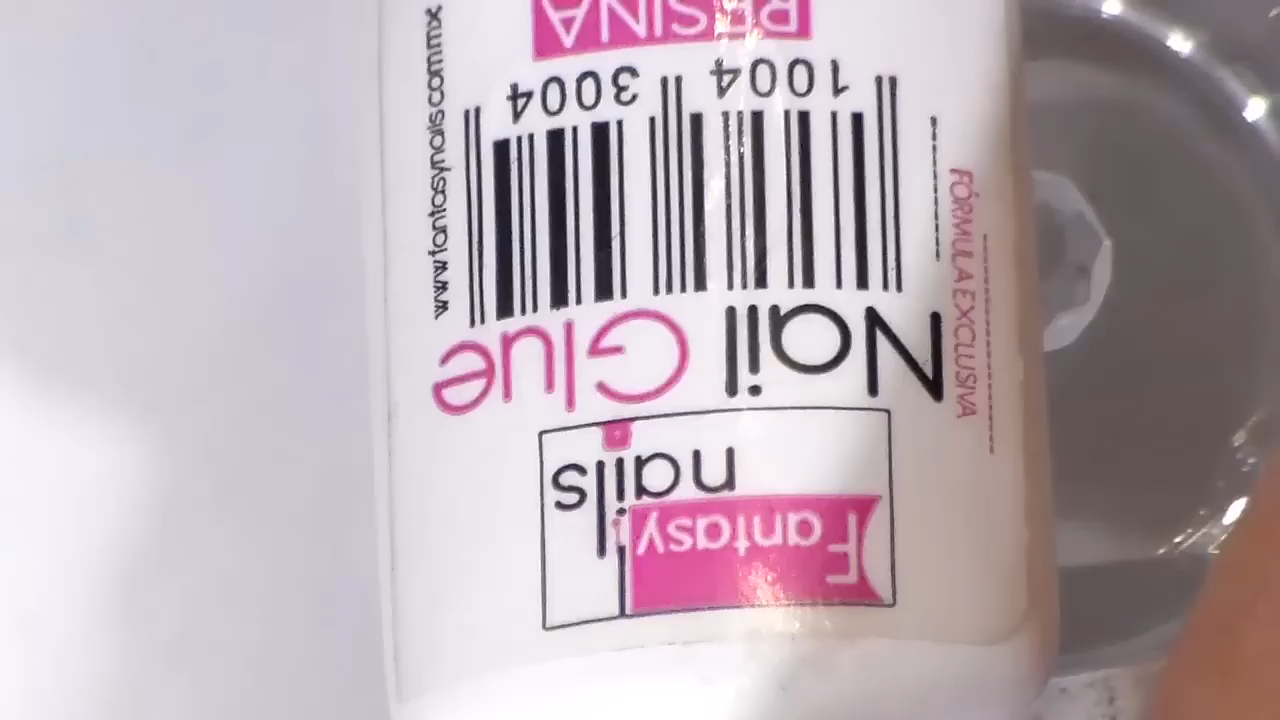 Fantasy
nails
Nail Glue
1004 3004
RESINA
www.fantasynails.com.mx
FÓRMULA EXCLUSIVA